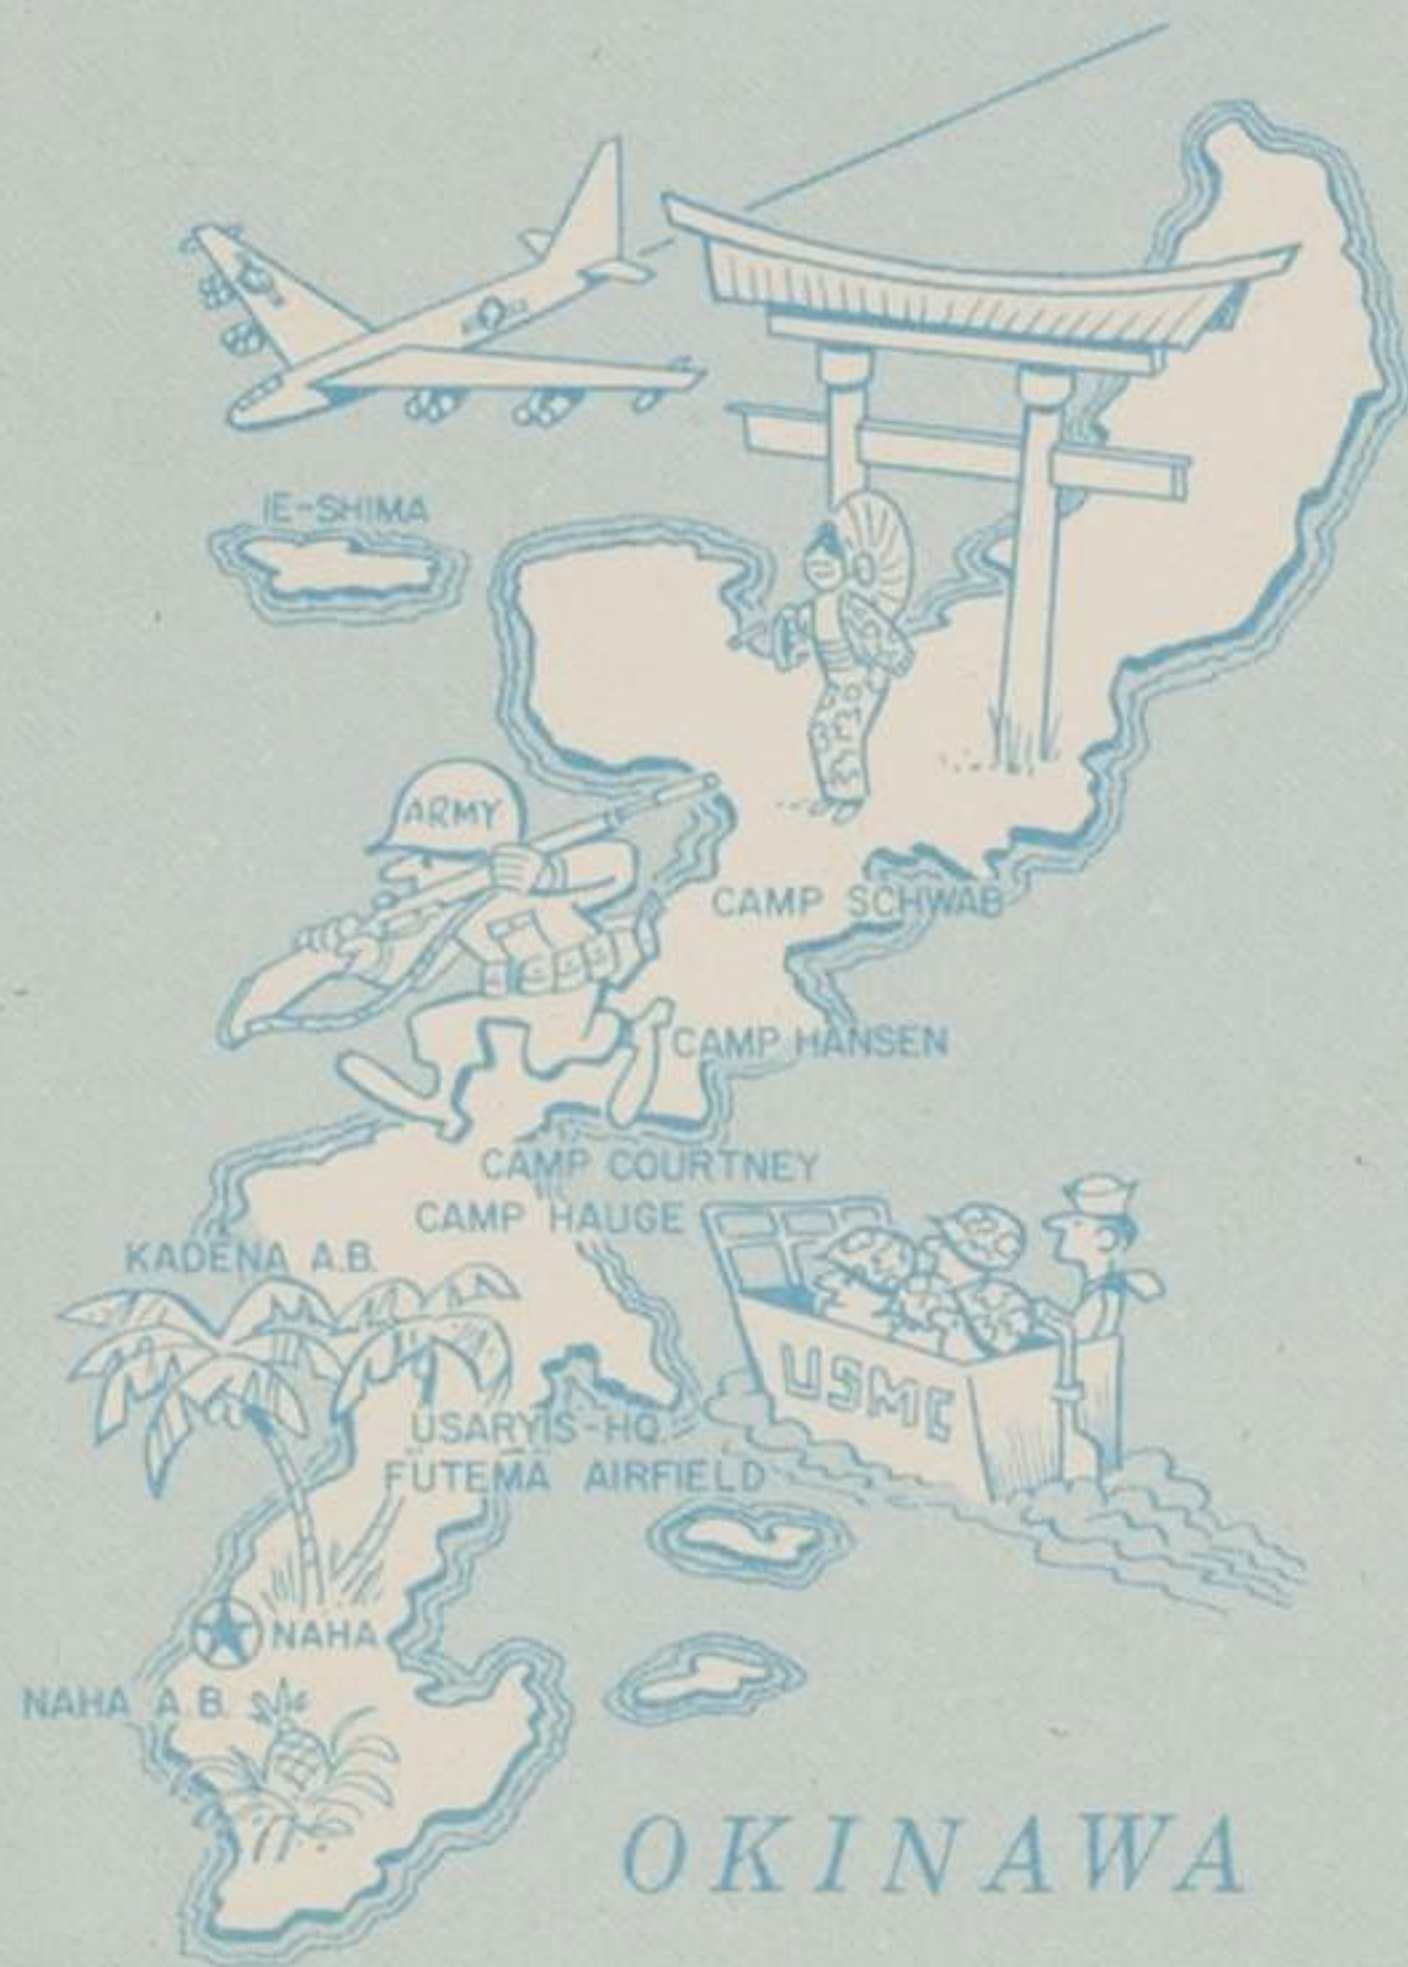 IE-SHIMA
ARMY
CAMP SCHWAB
CAMP HANSEN
CAMP COURTNEY
CAMP HAUGE
KADENA A.B.
USMC
USARYIS-HQ.
FUTEMA AIRFIELD
NAHA
NAHA A.B.
OKINAWA